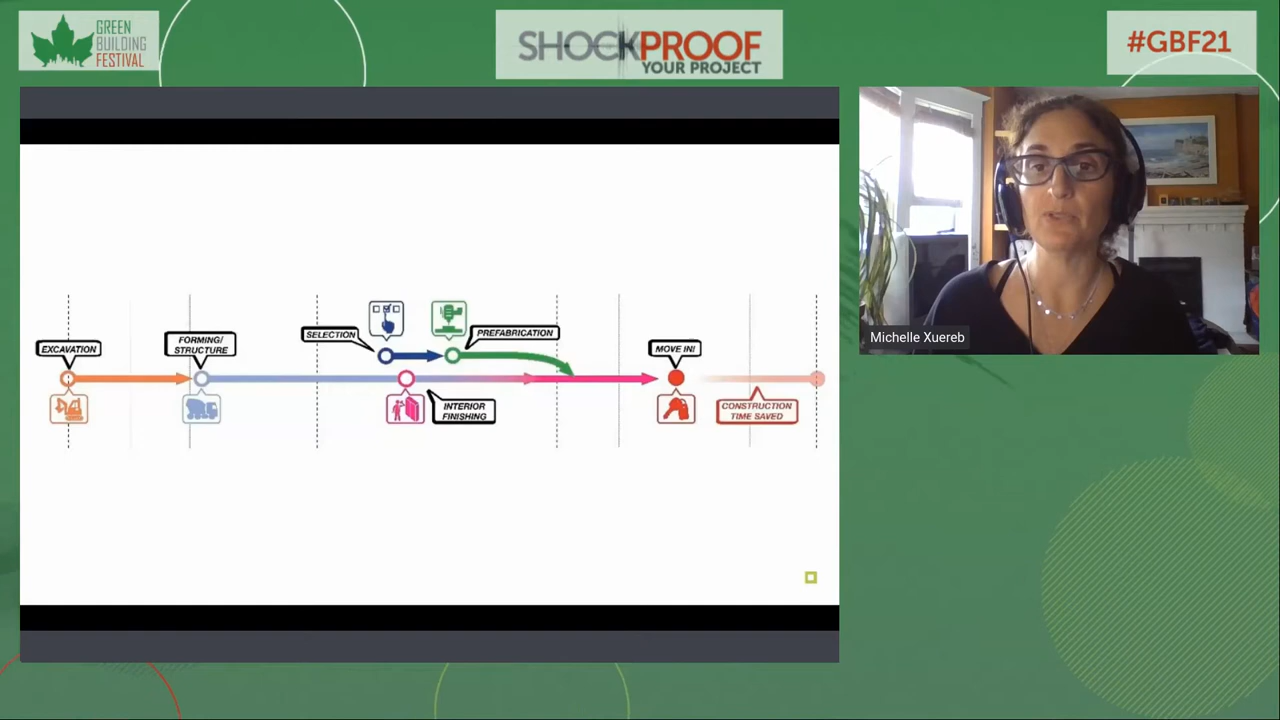 GREEN
BUILDING
FESTIVAL
SHOCKPROOF
YOUR PROJECT
#GBF21
EXCAVATION
FORMING/
STRUCTURE
SELECTION
PREFABRICATION
INTERIOR
FINISHING
MOVE IN!
CONSTRUCTION
TIME SAVED
Michelle Xuereb